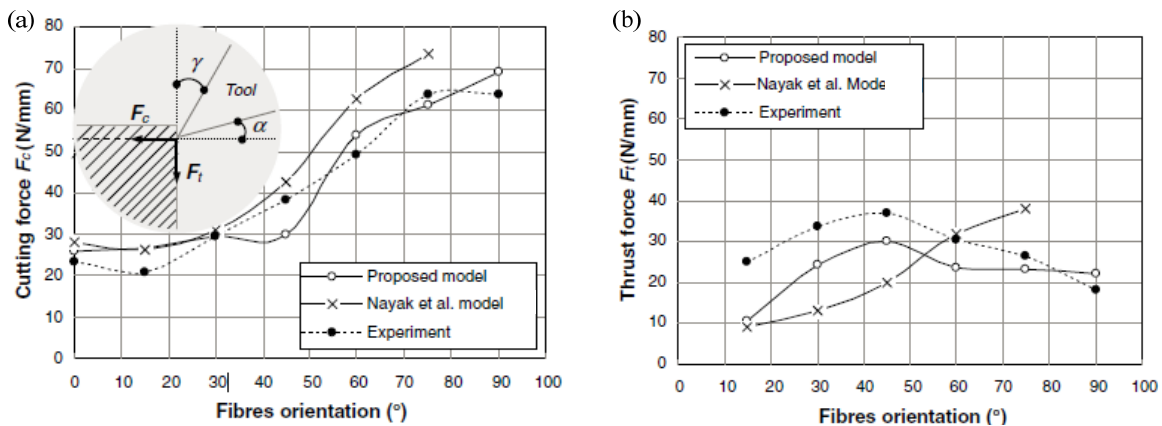 (a)
80
70
60
50
40
30
20
10
0
Cutting force Fc (N/mm)
γ
Tool
Fc
α
Ft
Proposed model
Nayak et al. model
Experiment
0 10 20 30 40 50 60 70 80 90 100
Fibres orientation (°)
(b)
80
70
60
50
40
30
20
10
0
Thrust force Ft (N/mm)
Proposed model
Nayak et al. Mode
Experiment
0 10 20 30 40 50 60 70 80 90 100
Fibres orientation (°)